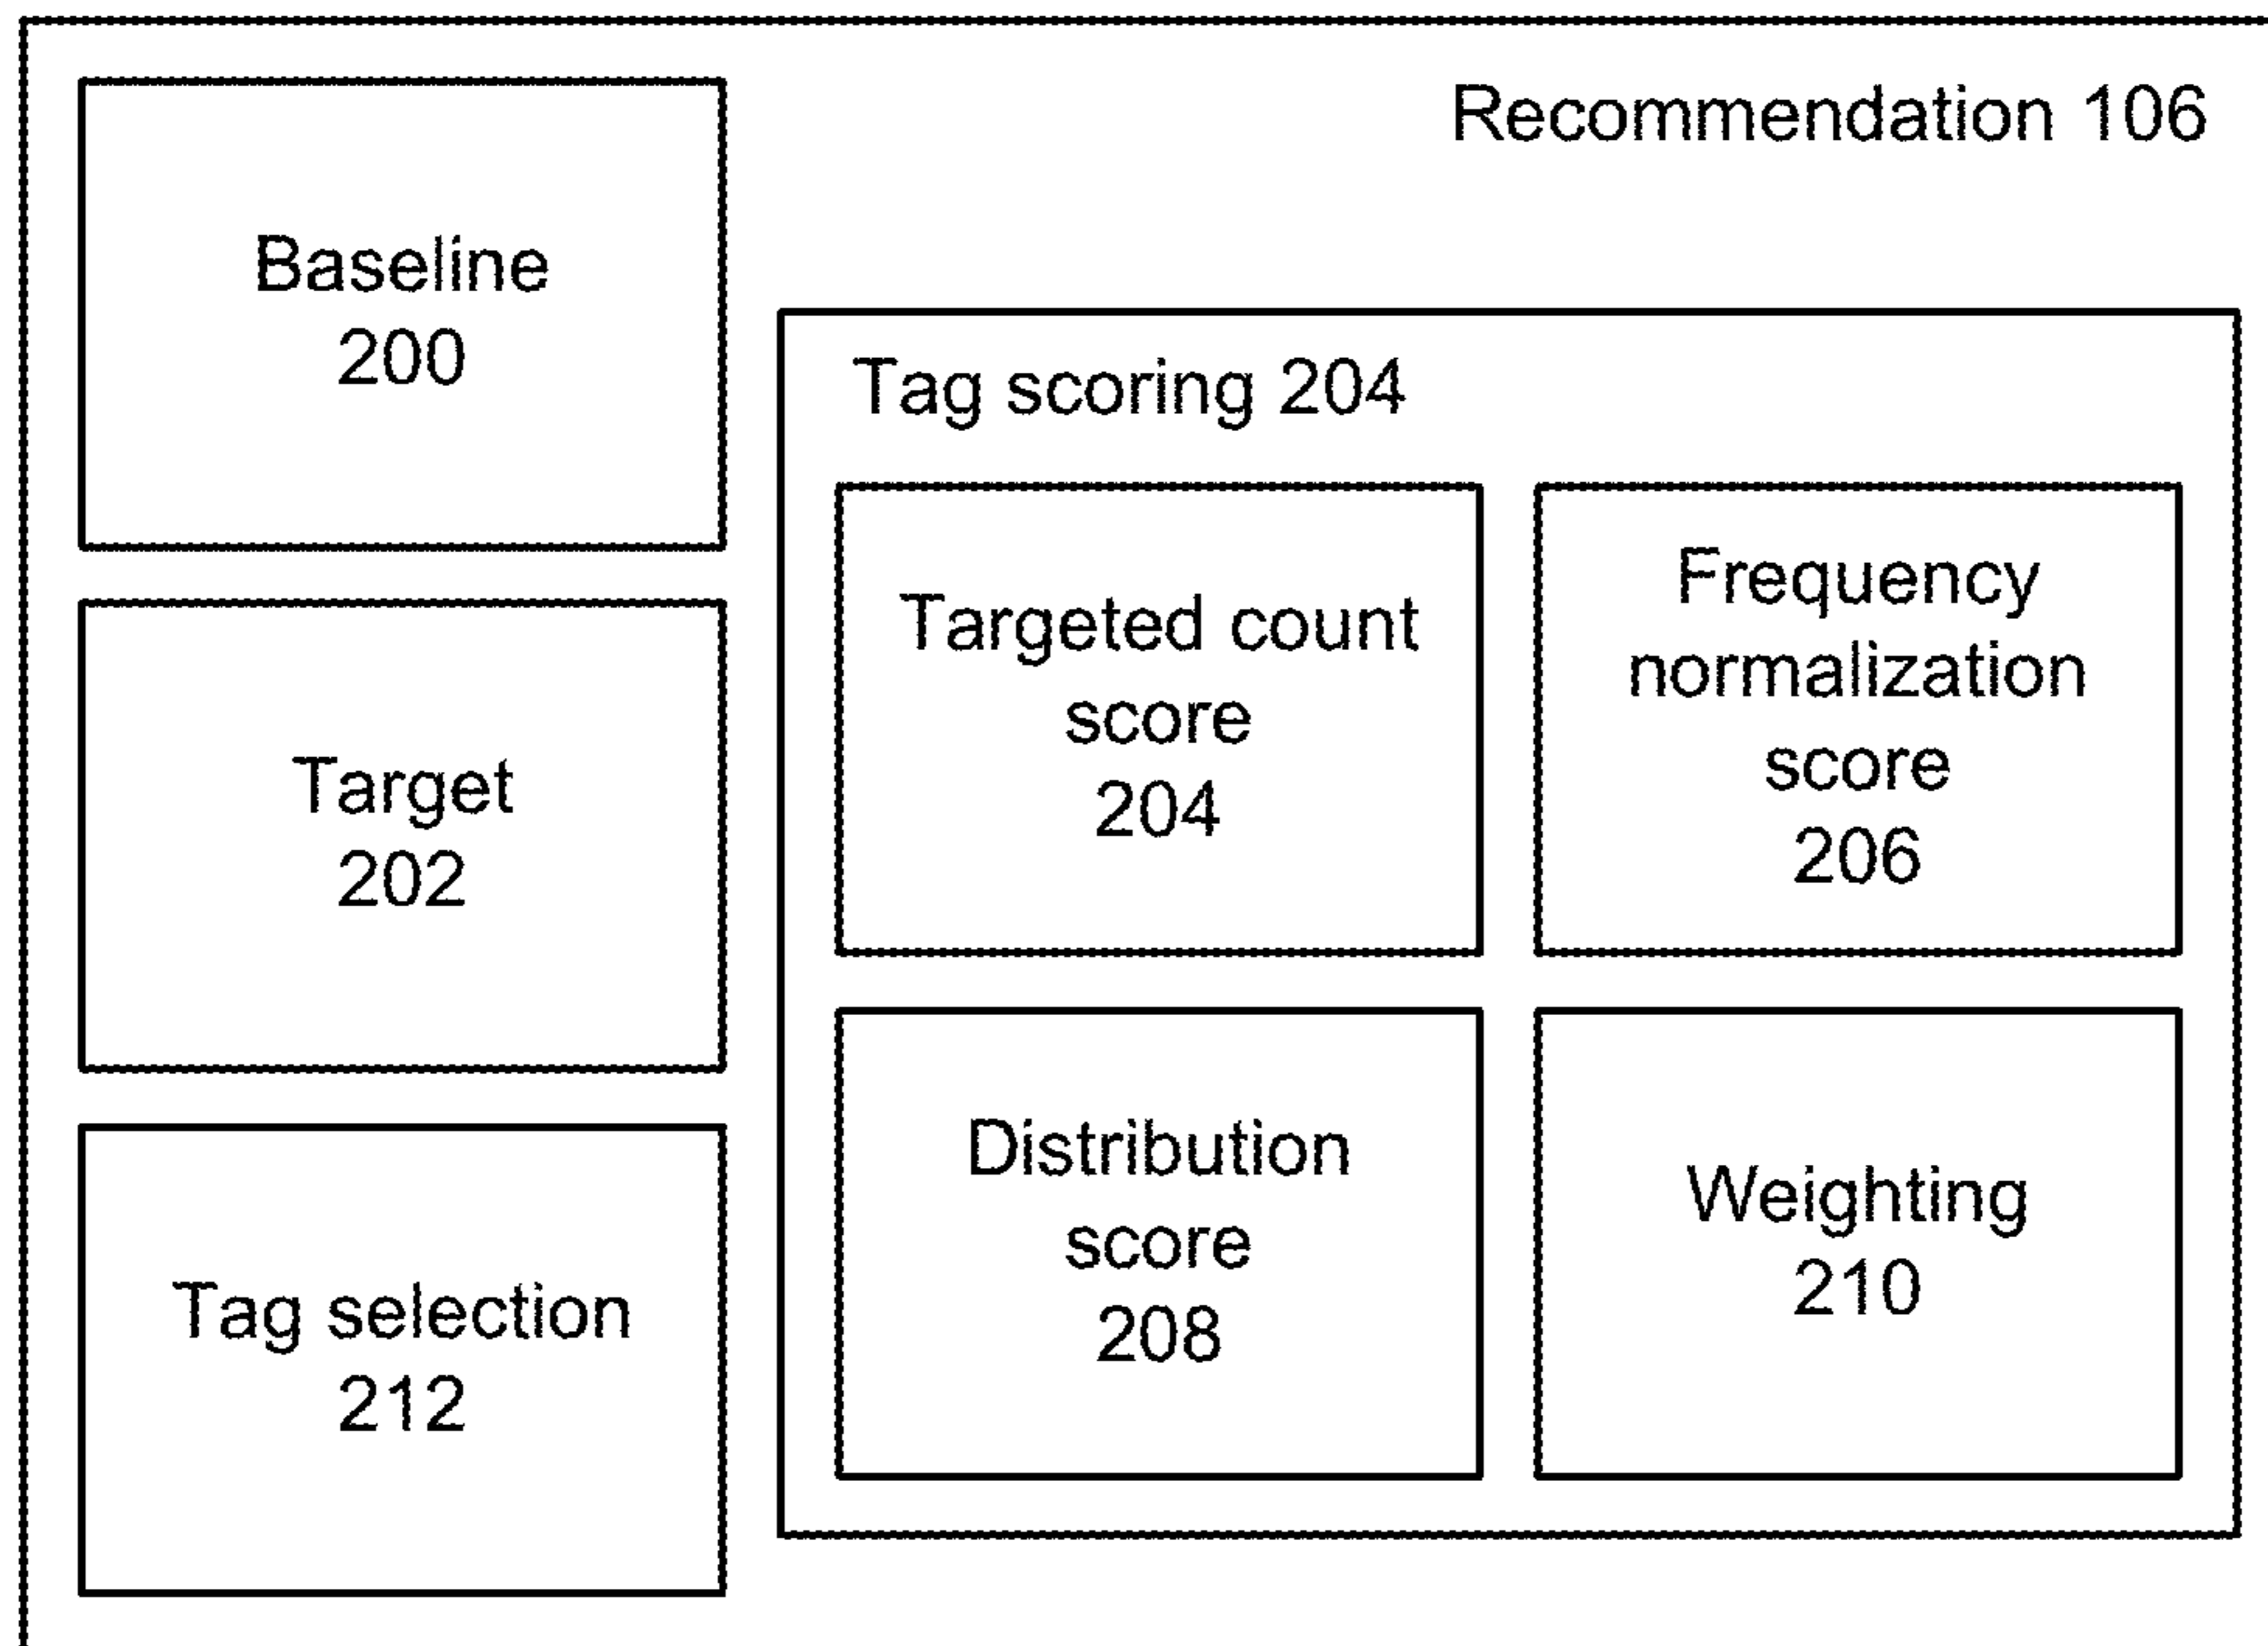 Recommendation 106
Baseline
200
Target
202
Tag selection
212
Tag scoring 204
Targeted count
score
204
Frequency
normalization
score
206
Distribution
score
208
Weighting
210